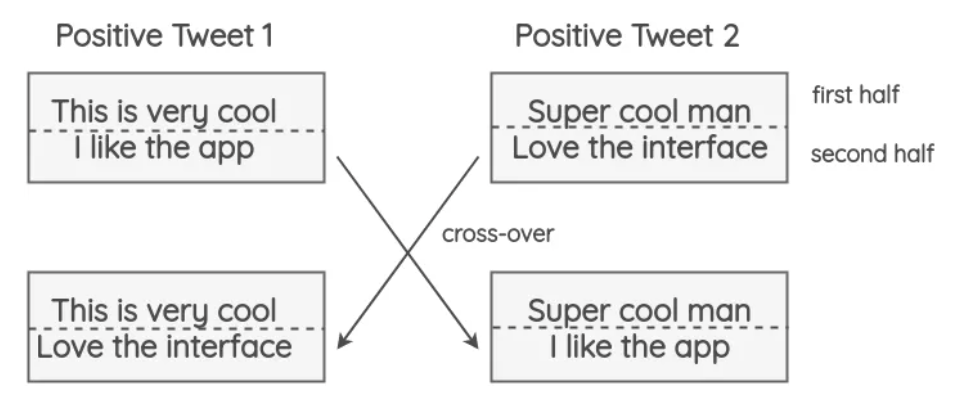 Positive Tweet 1
Positive Tweet 2
This is very cool
I like the app
Super cool man
Love the interface
first half
second half
cross-over
This is very cool
Love the interface
Super cool man
I like the app